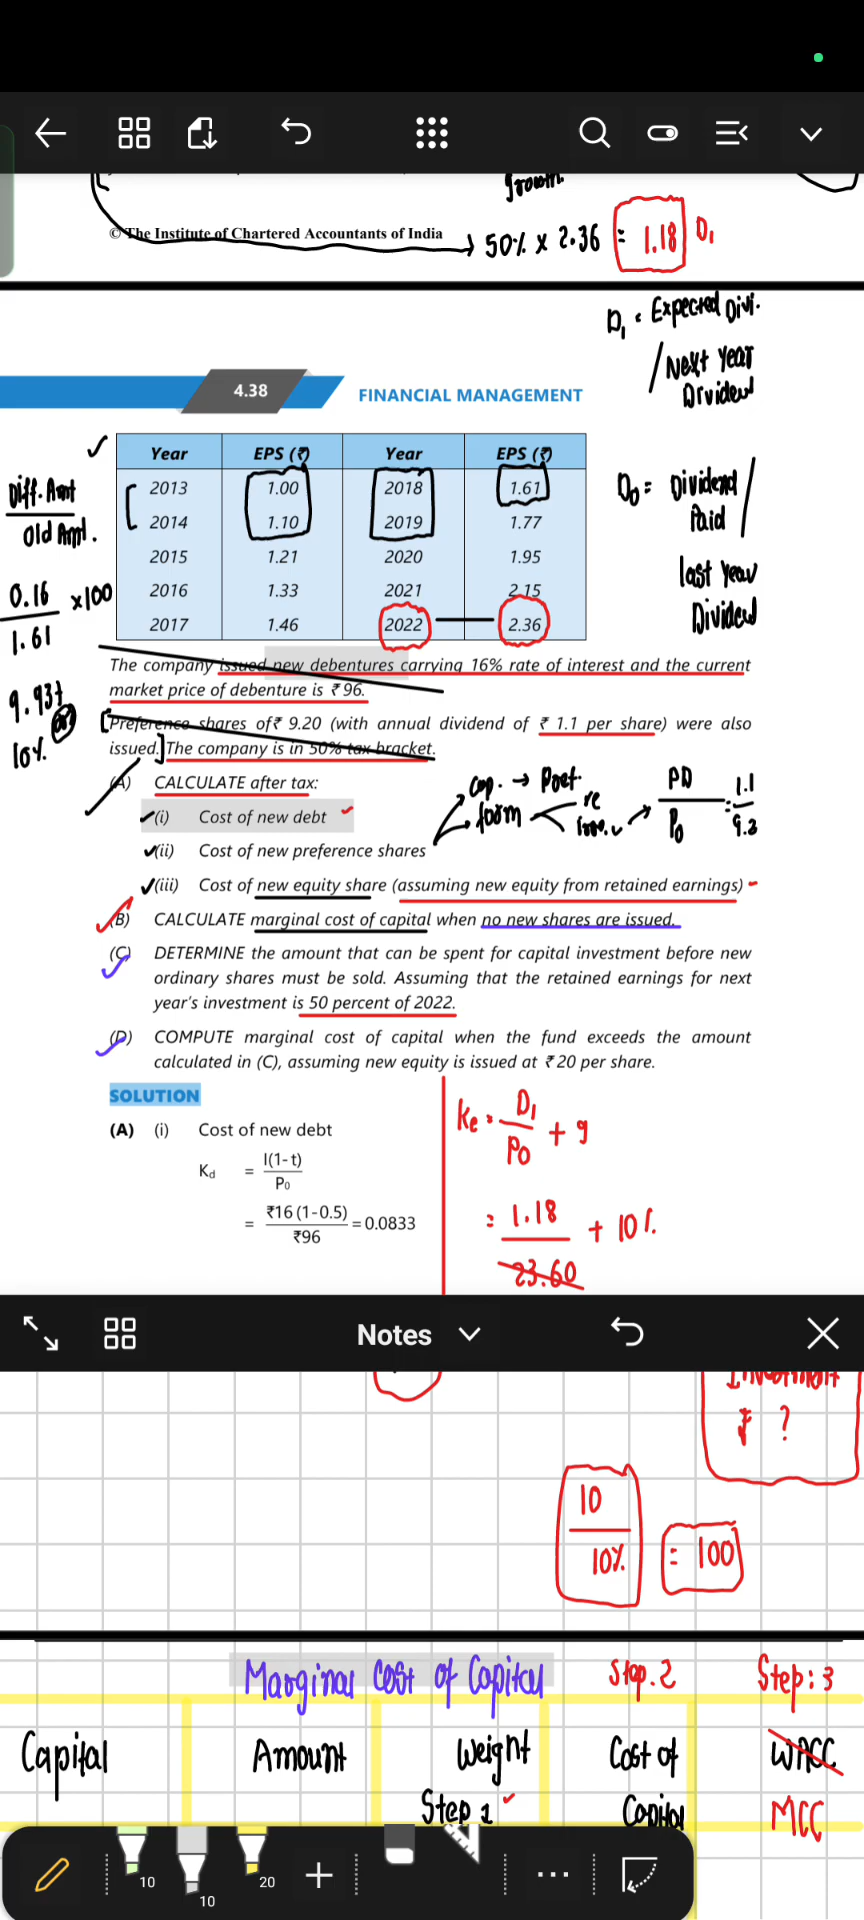 growth.
© The Institute of Chartered Accountants of India
50% x 2.36 = 1.18 D₁
D₁ = Expected Divi.
/ Next Year
Dividend
4.38
FINANCIAL MANAGEMENT
Year EPS (₹) Year EPS (₹)
2013 1.00 2018 1.61
2014 1.10 2019 1.77
2015 1.21 2020 1.95
2016 1.33 2021 2.15
2017 1.46 2022 2.36
Diff. Amt
Old Amt.
0.16 x100
1.61
9.937
10%
D₀ = Dividend /
Paid
last Year
Dividend
The company issued new debentures carrying 16% rate of interest and the current
market price of debenture is ₹ 96.
Preference shares of ₹ 9.20 (with annual dividend of ₹ 1.1 per share) were also
issued. The company is in 50% tax bracket.
(A) CALCULATE after tax:
(i) Cost of new debt
(ii) Cost of new preference shares
(iii) Cost of new equity share (assuming new equity from retained earnings)
Cop. → Pref.
form
re
PD
P₀
= 1.1
9.2
(B) CALCULATE marginal cost of capital when no new shares are issued.
(C) DETERMINE the amount that can be spent for capital investment before new
ordinary shares must be sold. Assuming that the retained earnings for next
year's investment is 50 percent of 2022.
(D) COMPUTE marginal cost of capital when the fund exceeds the amount
calculated in (C), assuming new equity is issued at ₹ 20 per share.
SOLUTION
(A) (i) Cost of new debt
Kd = I(1-t)
P₀
= ₹16 (1-0.5) = 0.0833
₹96
Ke = D₁ + g
P₀
= 1.18 + 10%
23.60
Notes
Investment
₹ ?
10
10%
= 100
Marginal Cost of Capital Step. 2 Step: 3
Capital Amount Weight Cost of WACC
Step 1 Capital MCC
10
10
20